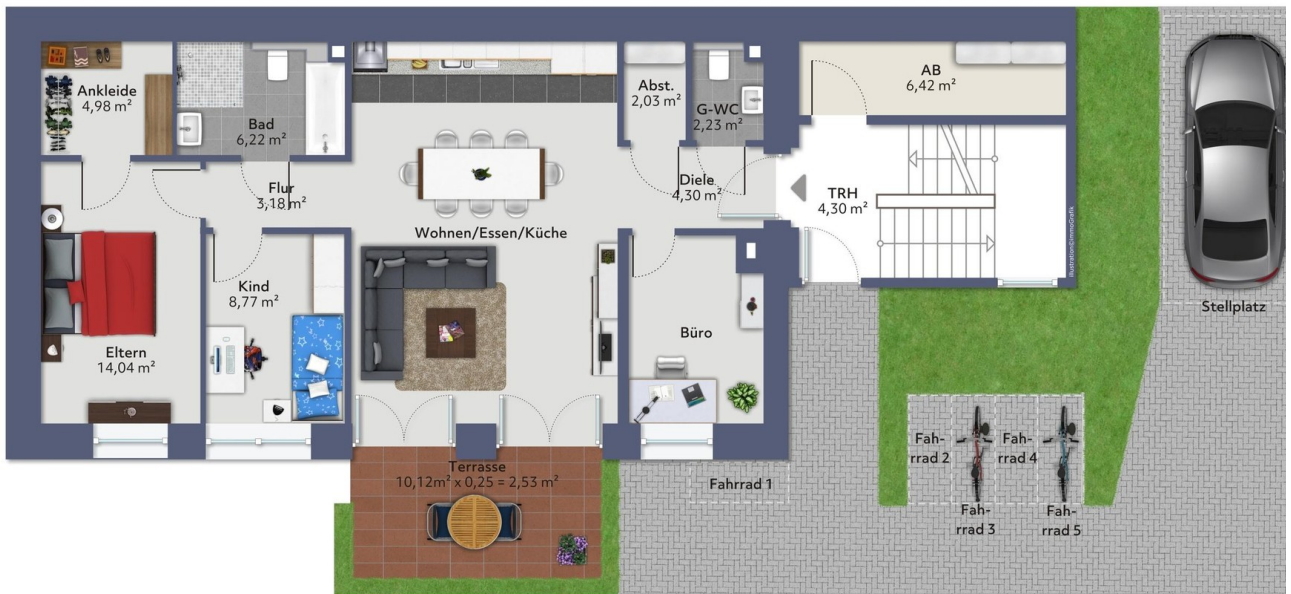 Ankleide
4,98 m²
Bad
6,22 m²
Abst.
2,03 m²
G-WC
2,23 m²
AB
6,42 m²
Flur
3,18 m²
Diele
4,30 m²
TRH
4,30 m²
Wohnen/Essen/Küche
Kind
8,77 m²
Eltern
14,04 m²
Büro
Illustration©ImmoGrafik
Stellplatz
Terrasse
10,12m² x 0,25 = 2,53 m²
Fahrrad 1
Fah-
rrad 2
Fah-
rrad 3
Fah-
rrad 4
Fah-
rrad 5